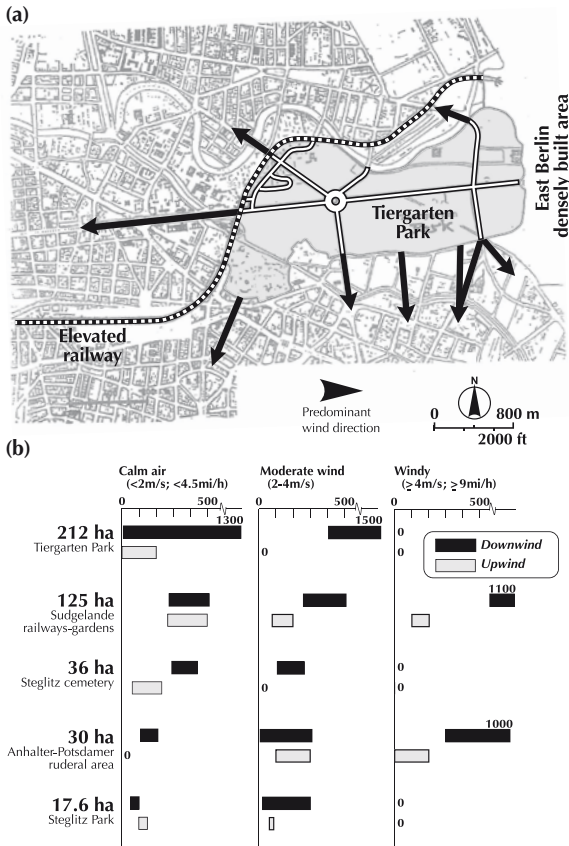 (a)
East Berlin
densely built area
Tiergarten
Park
Elevated
railway
Predominant
wind direction
N
0 800 m
2000 ft
(b)
Calm air
(<2m/s; <4.5mi/h)
Moderate wind
(2-4m/s)
Windy
(≥4m/s; ≥9mi/h)
0 500
0 500
0 500
1300
1500
212 ha
Tiergarten Park
0
0
0
Downwind
Upwind
125 ha
Sudgelande
railways-gardens
1100
36 ha
Steglitz cemetery
0
0
0
30 ha
Anhalter-Potsdamer
ruderal area
0
1000
17.6 ha
Steglitz Park
0
0